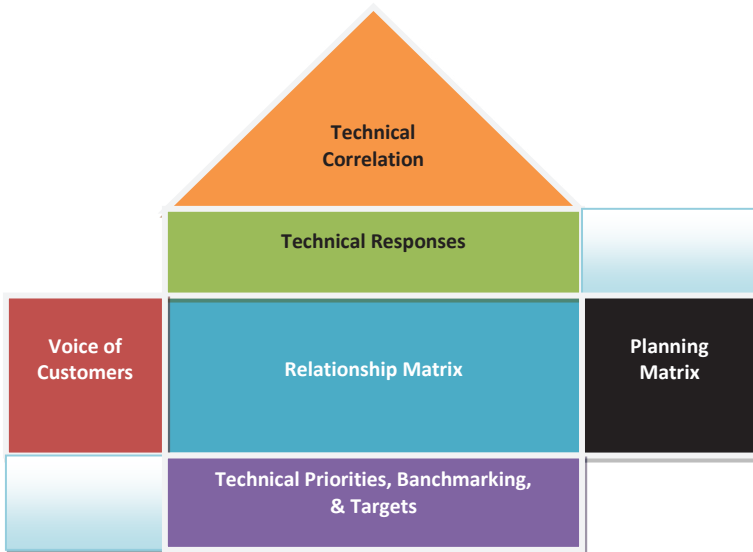 Technical
Correlation
Technical Responses
Voice of
Customers
Relationship Matrix
Planning
Matrix
Technical Priorities, Banchmarking,
& Targets